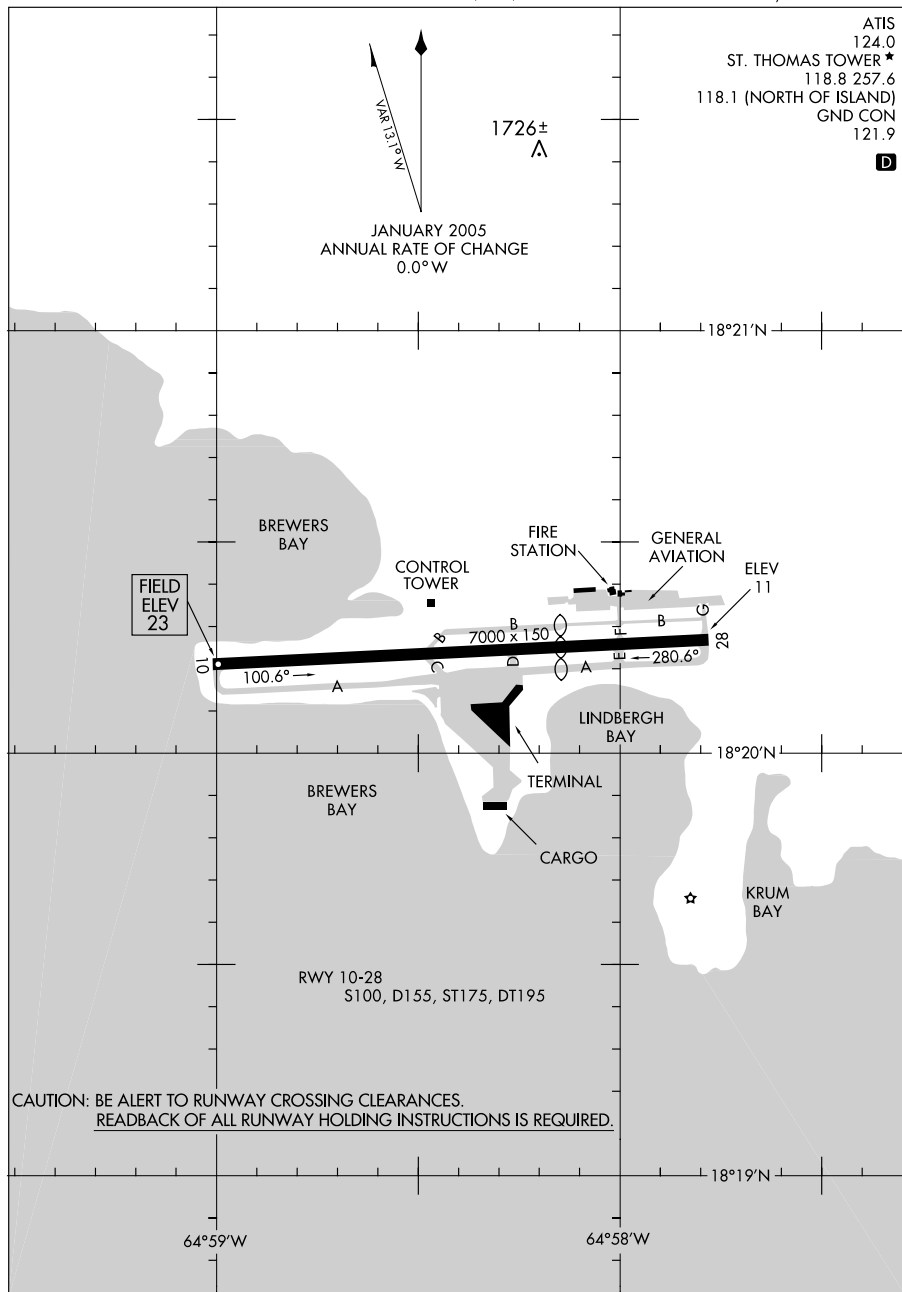 ATIS
124.0
ST. THOMAS TOWER
118.8 257.6
118.1 (NORTH OF ISLAND)
GND CON
121.9
D
VAR 13.1° W
1726±
JANUARY 2005
ANNUAL RATE OF CHANGE
0.0° W
18°21'N
BREWERS
BAY
FIRE
STATION
GENERAL
AVIATION
CONTROL
TOWER
ELEV
11
FIELD
ELEV
23
G
B
B
B
7000 x 150
F
28
10
C
D
E
280.6°
A
100.6°
A
LINDBERGH
BAY
18°20'N
TERMINAL
BREWERS
BAY
CARGO
KRUM
BAY
RWY 10-28
S100, D155, ST175, DT195
CAUTION: BE ALERT TO RUNWAY CROSSING CLEARANCES.
READBACK OF ALL RUNWAY HOLDING INSTRUCTIONS IS REQUIRED.
18°19'N
64°59'W
64°58'W